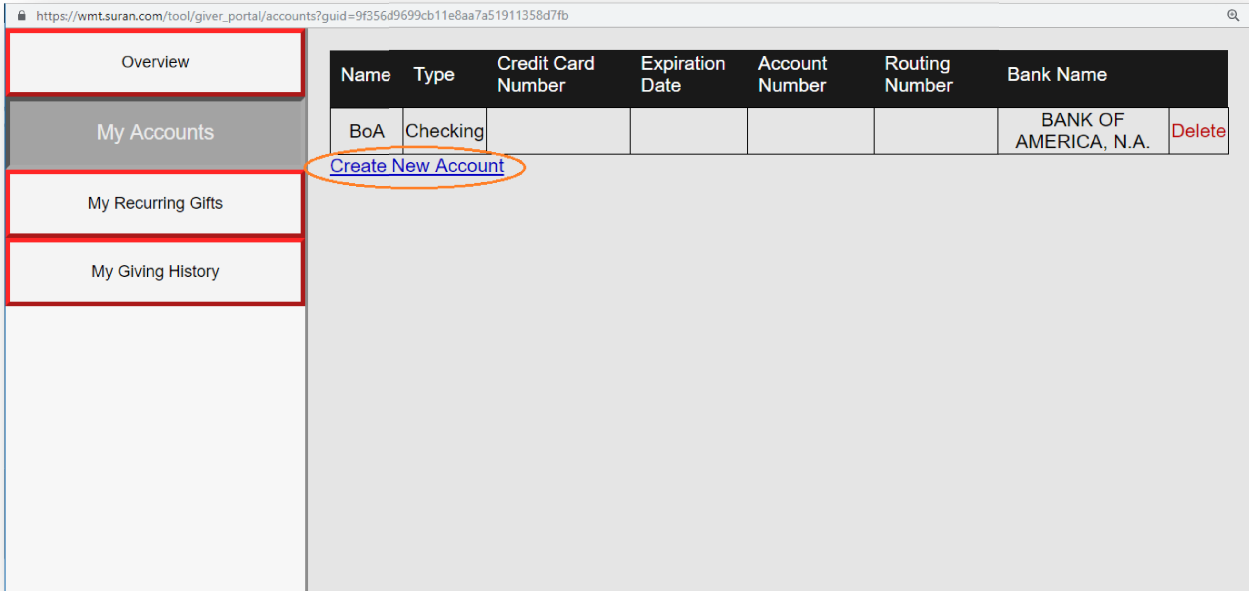 https://wmt.suran.com/tool/giver_portal/accounts?guid=9f356d9699cb11e8aa7a51911358d7fb
Overview
My Accounts
My Recurring Gifts
My Giving History
Name Type Credit Card Number Expiration Date Account Number Routing Number Bank Name
BoA Checking BANK OF AMERICA, N.A. Delete
Create New Account